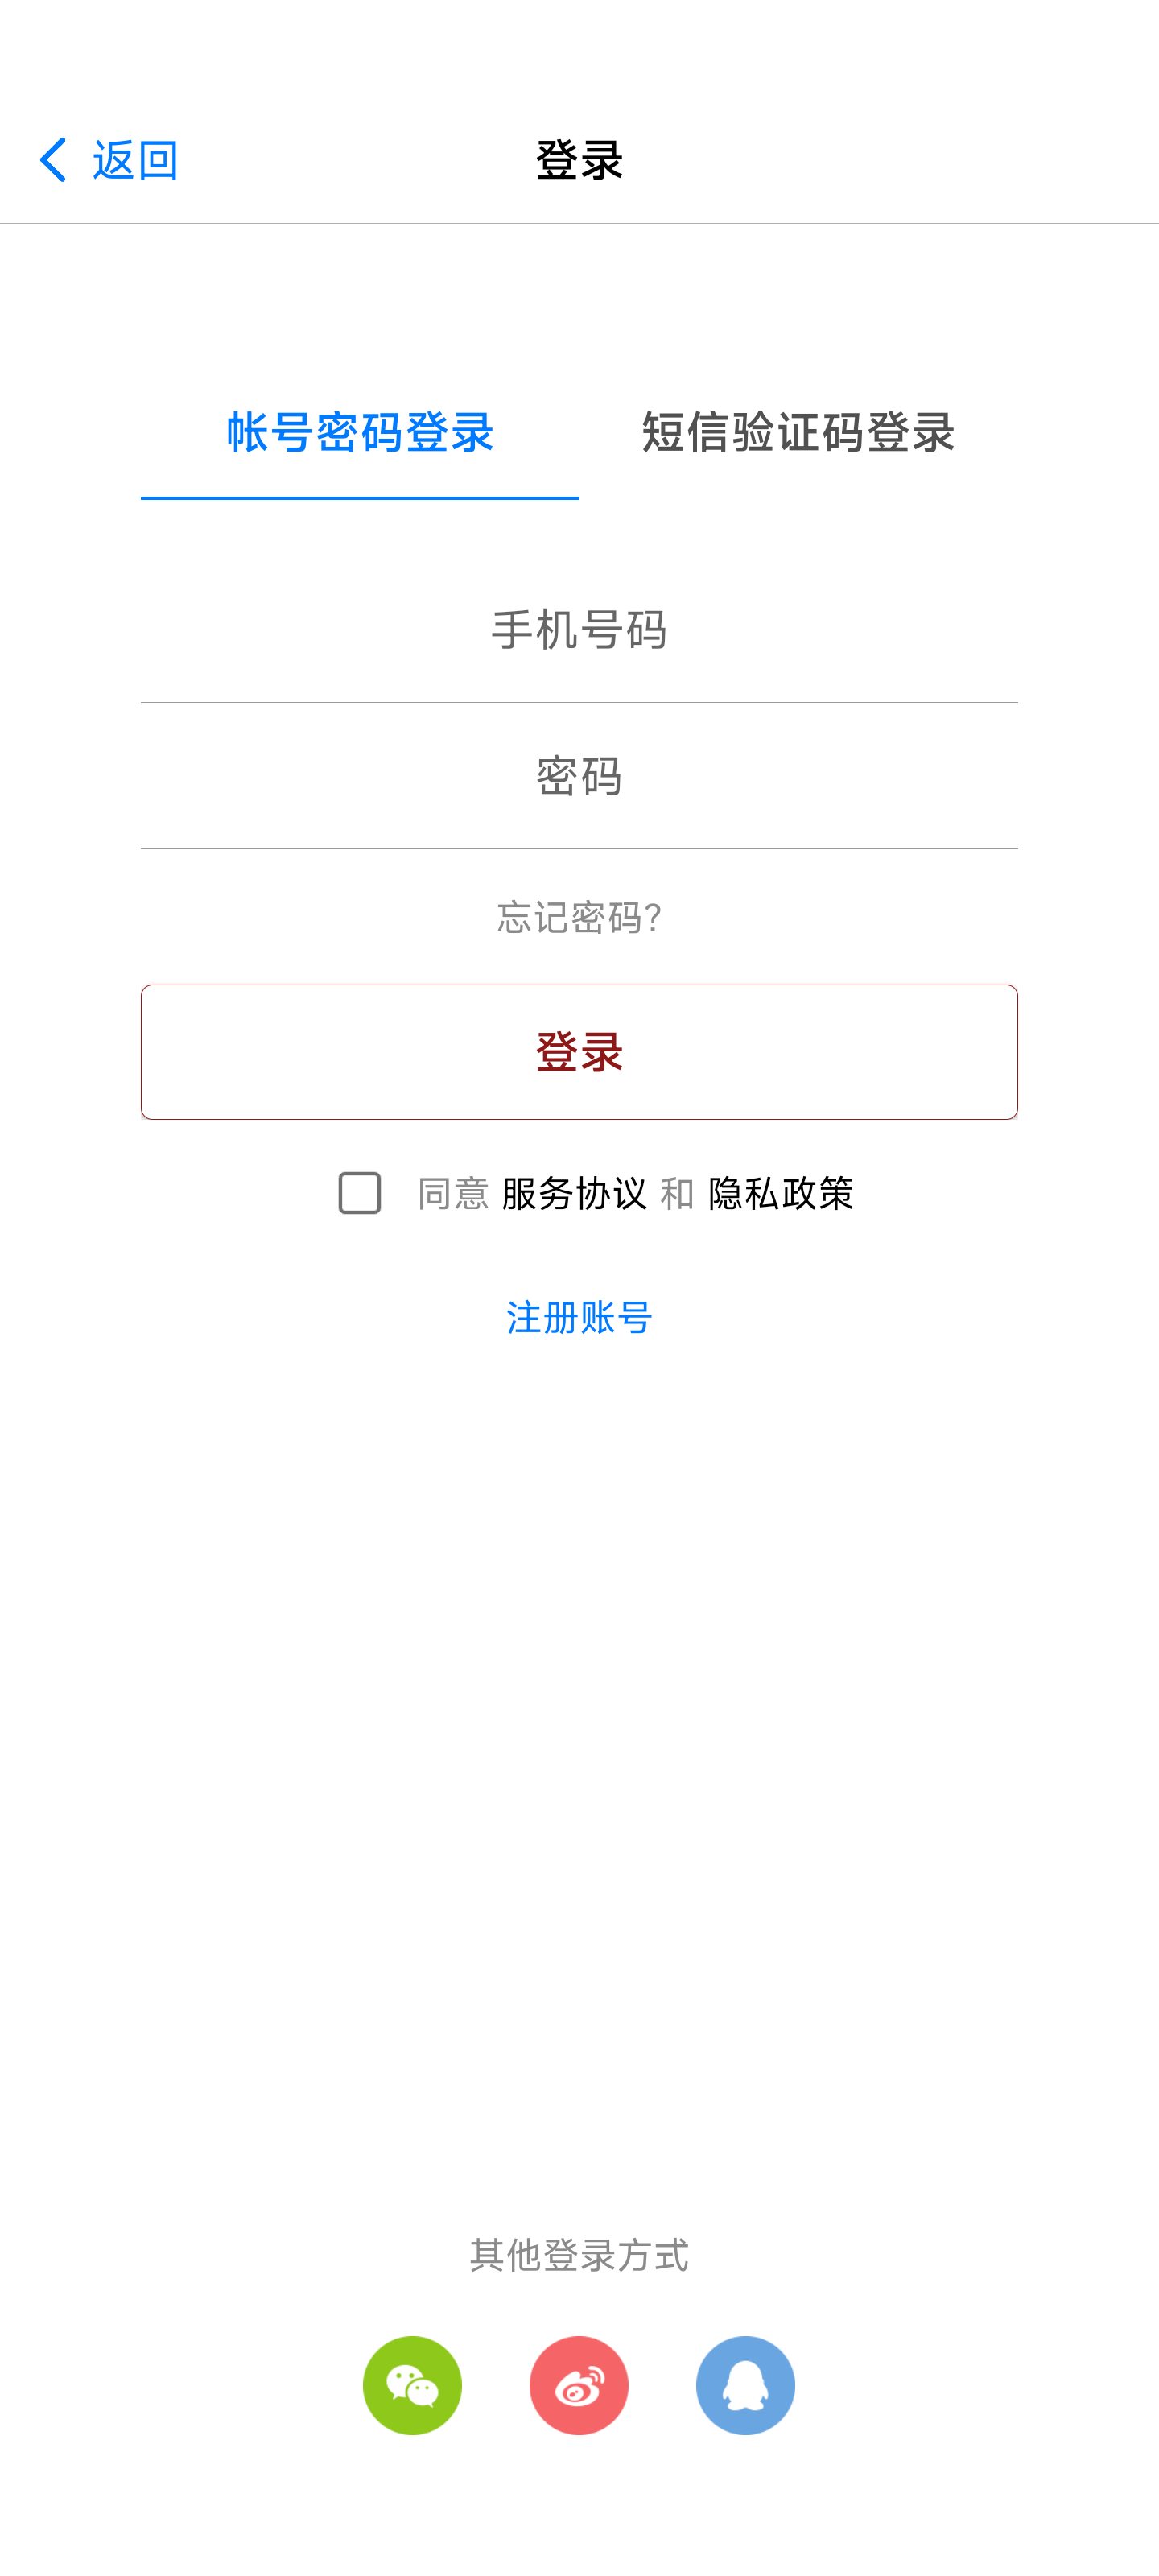 返回
登录
帐号密码登录 短信验证码登录
手机号码
密码
忘记密码?
登录
同意 服务协议 和 隐私政策
注册账号
其他登录方式